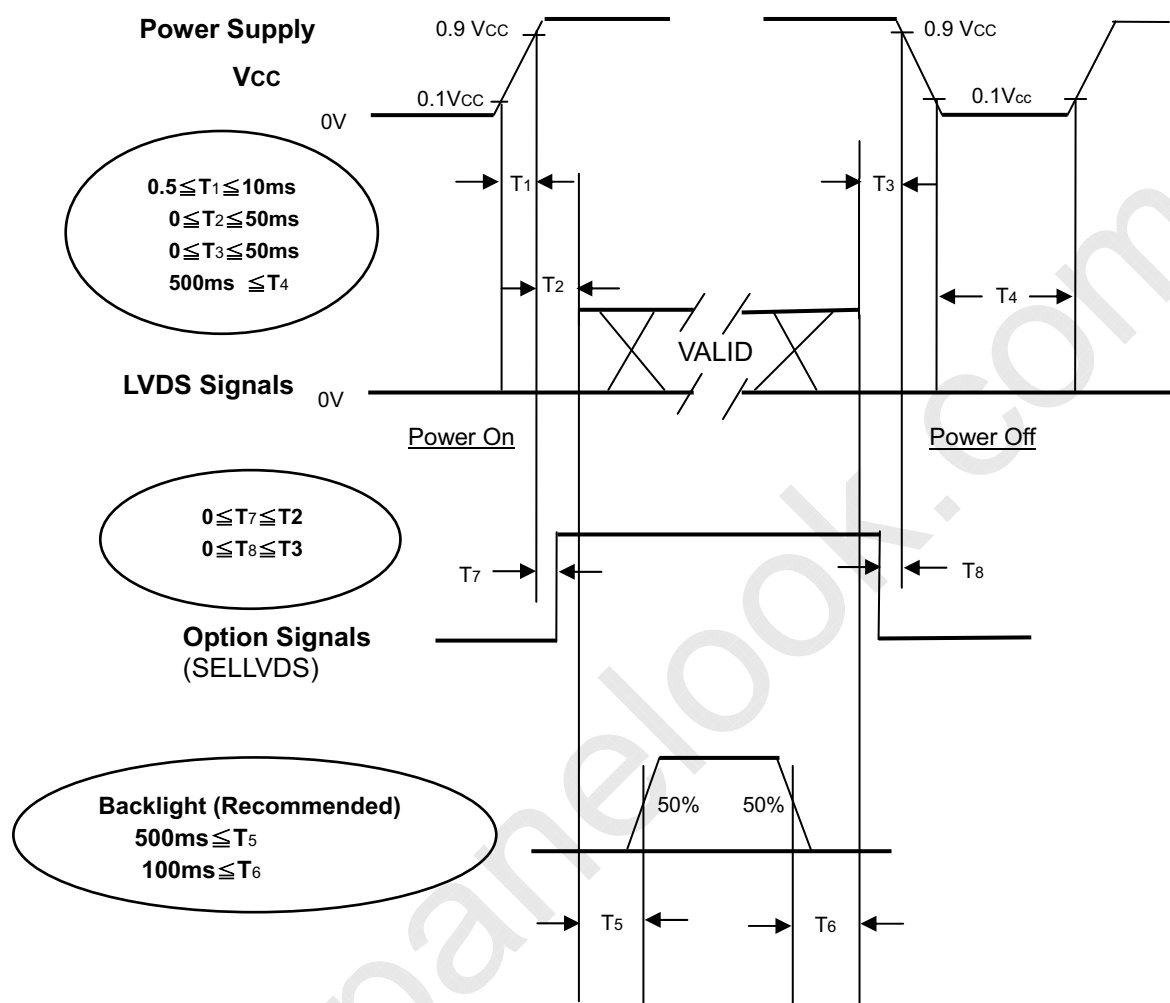 Power Supply
Vcc
0.9 Vcc
0.9 Vcc
0.1Vcc
0.1Vcc
0V
0.5≦T1≦10ms
0≦T2≦50ms
0≦T3≦50ms
500ms ≦T4
T1
T2
T3
T4
VALID
LVDS Signals
0V
Power On
Power Off
0≦T7≦T2
0≦T8≦T3
T7
T8
Option Signals
(SELLVDS)
Backlight (Recommended)
500ms≦T5
100ms≦T6
50%
50%
T5
T6
panelook.com